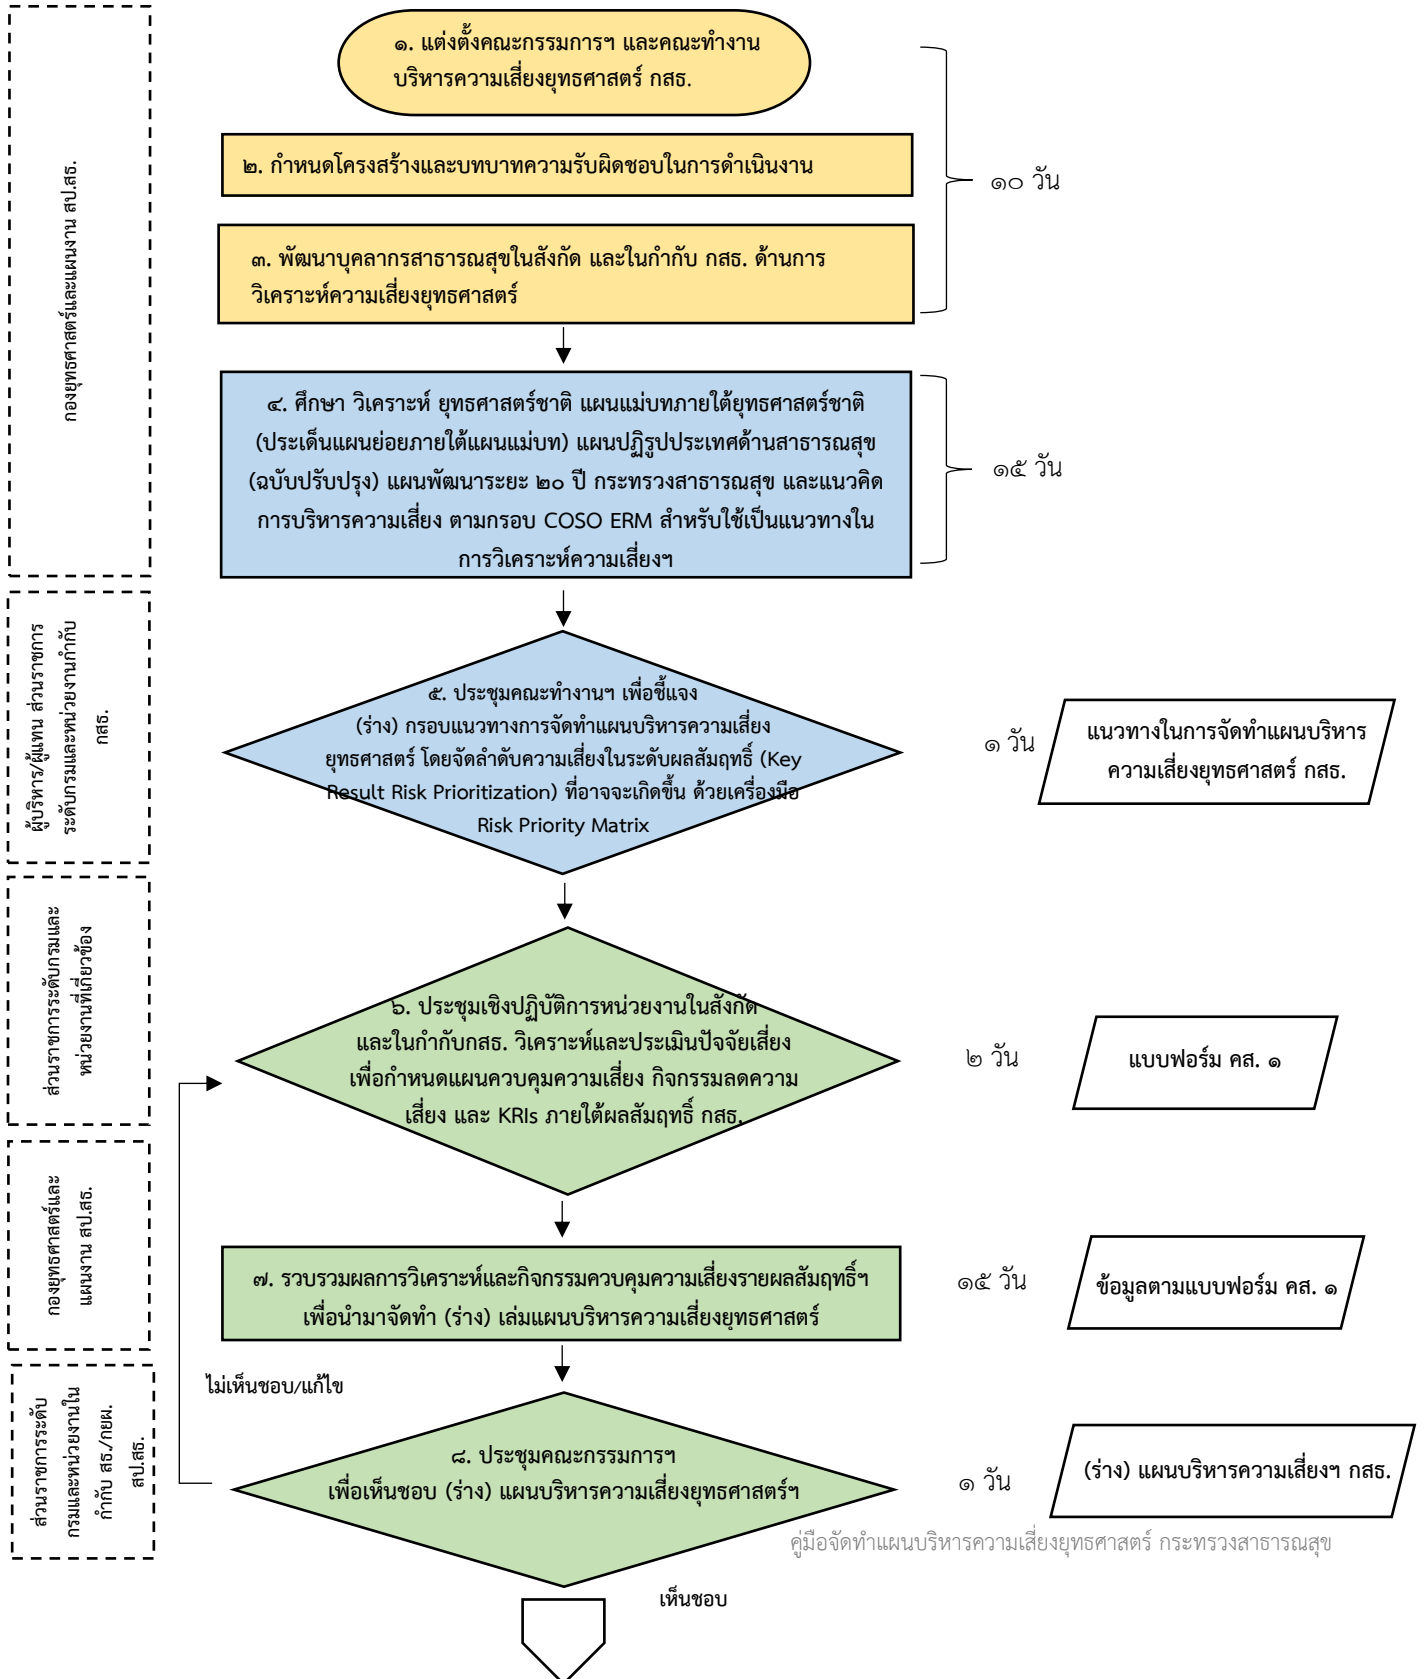 ๑. แต่งตั้งคณะกรรมการฯ และคณะทำงาน
บริหารความเสี่ยงยุทธศาสตร์ กสธ.
๒. กำหนดโครงสร้างและบทบาทความรับผิดชอบในการดำเนินงาน
๑๐ วัน
๓. พัฒนาบุคลากรสาธารณสุขในสังกัด และในกำกับ กสธ. ด้านการ
วิเคราะห์ความเสี่ยงยุทธศาสตร์
กองยุทธศาสตร์และแผนงาน สป.สธ.
๔. ศึกษา วิเคราะห์ ยุทธศาสตร์ชาติ แผนแม่บทภายใต้ยุทธศาสตร์ชาติ
(ประเด็นแผนย่อยภายใต้แผนแม่บท) แผนปฏิรูปประเทศด้านสาธารณสุข
(ฉบับปรับปรุง) แผนพัฒนาระยะ ๒๐ ปี กระทรวงสาธารณสุข และแนวคิด
การบริหารความเสี่ยง ตามกรอบ COSO ERM สำหรับใช้เป็นแนวทางใน
การวิเคราะห์ความเสี่ยงฯ
๑๕ วัน
ผู้บริหาร/ผู้แทน ส่วนราชการ
ระดับกรมและหน่วยงานกำกับ
กสธ.
๕. ประชุมคณะทำงานฯ เพื่อชี้แจง
(ร่าง) กรอบแนวทางการจัดทำแผนบริหารความเสี่ยง
ยุทธศาสตร์ โดยจัดลำดับความเสี่ยงในระดับผลสัมฤทธิ์ (Key
Result Risk Prioritization) ที่อาจจะเกิดขึ้น ด้วยเครื่องมือ
Risk Priority Matrix
๑ วัน
แนวทางในการจัดทำแผนบริหาร
ความเสี่ยงยุทธศาสตร์ กสธ.
ส่วนราชการระดับกรมและ
หน่วยงานที่เกี่ยวข้อง
๖. ประชุมเชิงปฏิบัติการหน่วยงานในสังกัด
และในกำกับกสธ. วิเคราะห์และประเมินปัจจัยเสี่ยง
เพื่อกำหนดแผนควบคุมความเสี่ยง กิจกรรมลดความ
เสี่ยง และ KRIs ภายใต้ผลสัมฤทธิ์ กสธ.
๒ วัน
แบบฟอร์ม คส. ๑
กองยุทธศาสตร์และ
แผนงาน สป.สธ.
๗. รวบรวมผลการวิเคราะห์และกิจกรรมควบคุมความเสี่ยงรายผลสัมฤทธิ์ฯ
เพื่อนำมาจัดทำ (ร่าง) เล่มแผนบริหารความเสี่ยงยุทธศาสตร์
๑๕ วัน
ข้อมูลตามแบบฟอร์ม คส. ๑
ไม่เห็นชอบ/แก้ไข
ส่วนราชการระดับ
กรมและหน่วยงานใน
กำกับ สธ./กยผ.
สป.สธ.
๘. ประชุมคณะกรรมการฯ
เพื่อเห็นชอบ (ร่าง) แผนบริหารความเสี่ยงยุทธศาสตร์ฯ
๑ วัน
(ร่าง) แผนบริหารความเสี่ยงฯ กสธ.
คู่มือจัดทำแผนบริหารความเสี่ยงยุทธศาสตร์ กระทรวงสาธารณสุข
เห็นชอบ